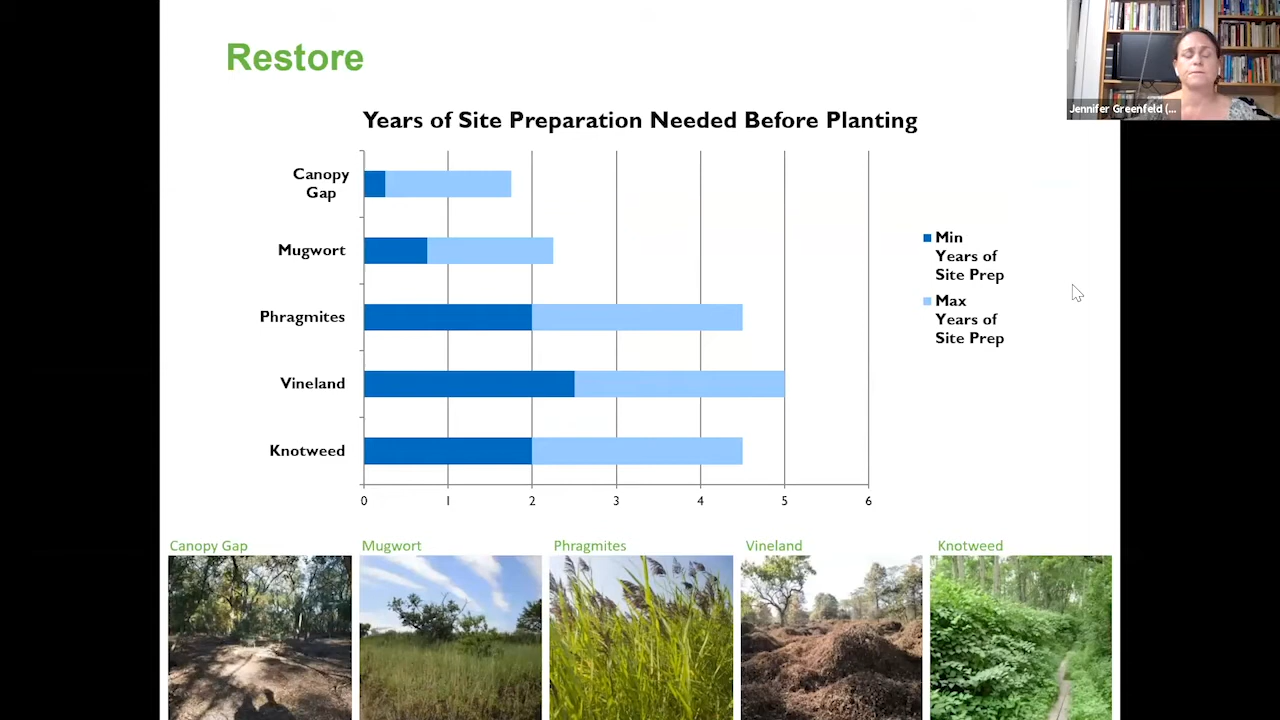 Restore
Jennifer Greenfeld (...
Years of Site Preparation Needed Before Planting
Canopy
Gap
Mugwort
Phragmites
Vineland
Knotweed
0 1 2 3 4 5 6
Min
Years of
Site Prep
Max
Years of
Site Prep
Canopy Gap
Mugwort
Phragmites
Vineland
Knotweed